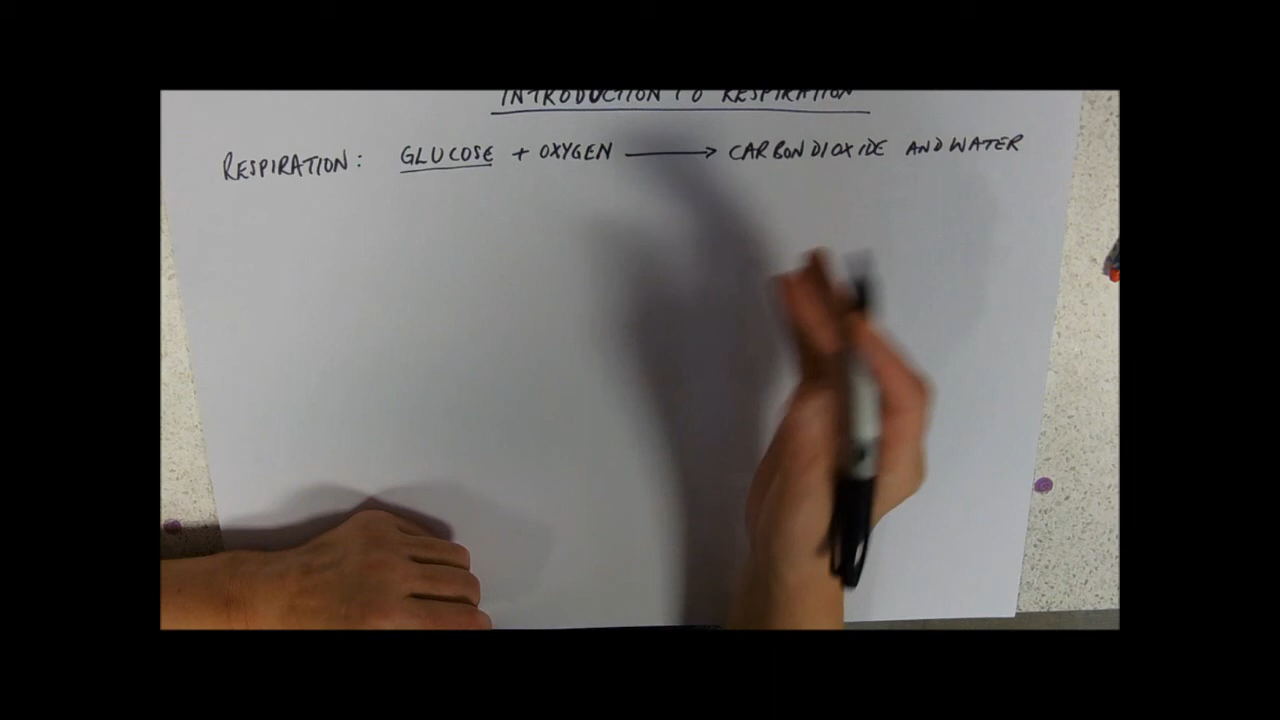 INTRODUCTION TO RESPIRATION
RESPIRATION: GLUCOSE + OXYGEN → CARBON DIOXIDE AND WATER